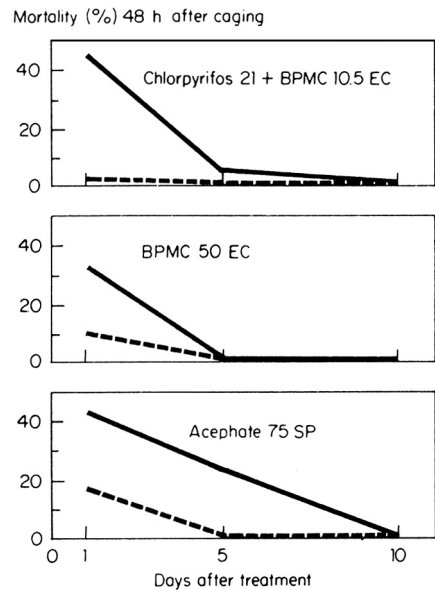 Mortality (%) 48 h after caging
40
20
0
Chlorpyrifos 21 + BPMC 10.5 EC
40
20
0
BPMC 50 EC
40
20
0
Acephate 75 SP
0 1 5 10
Days after treatment